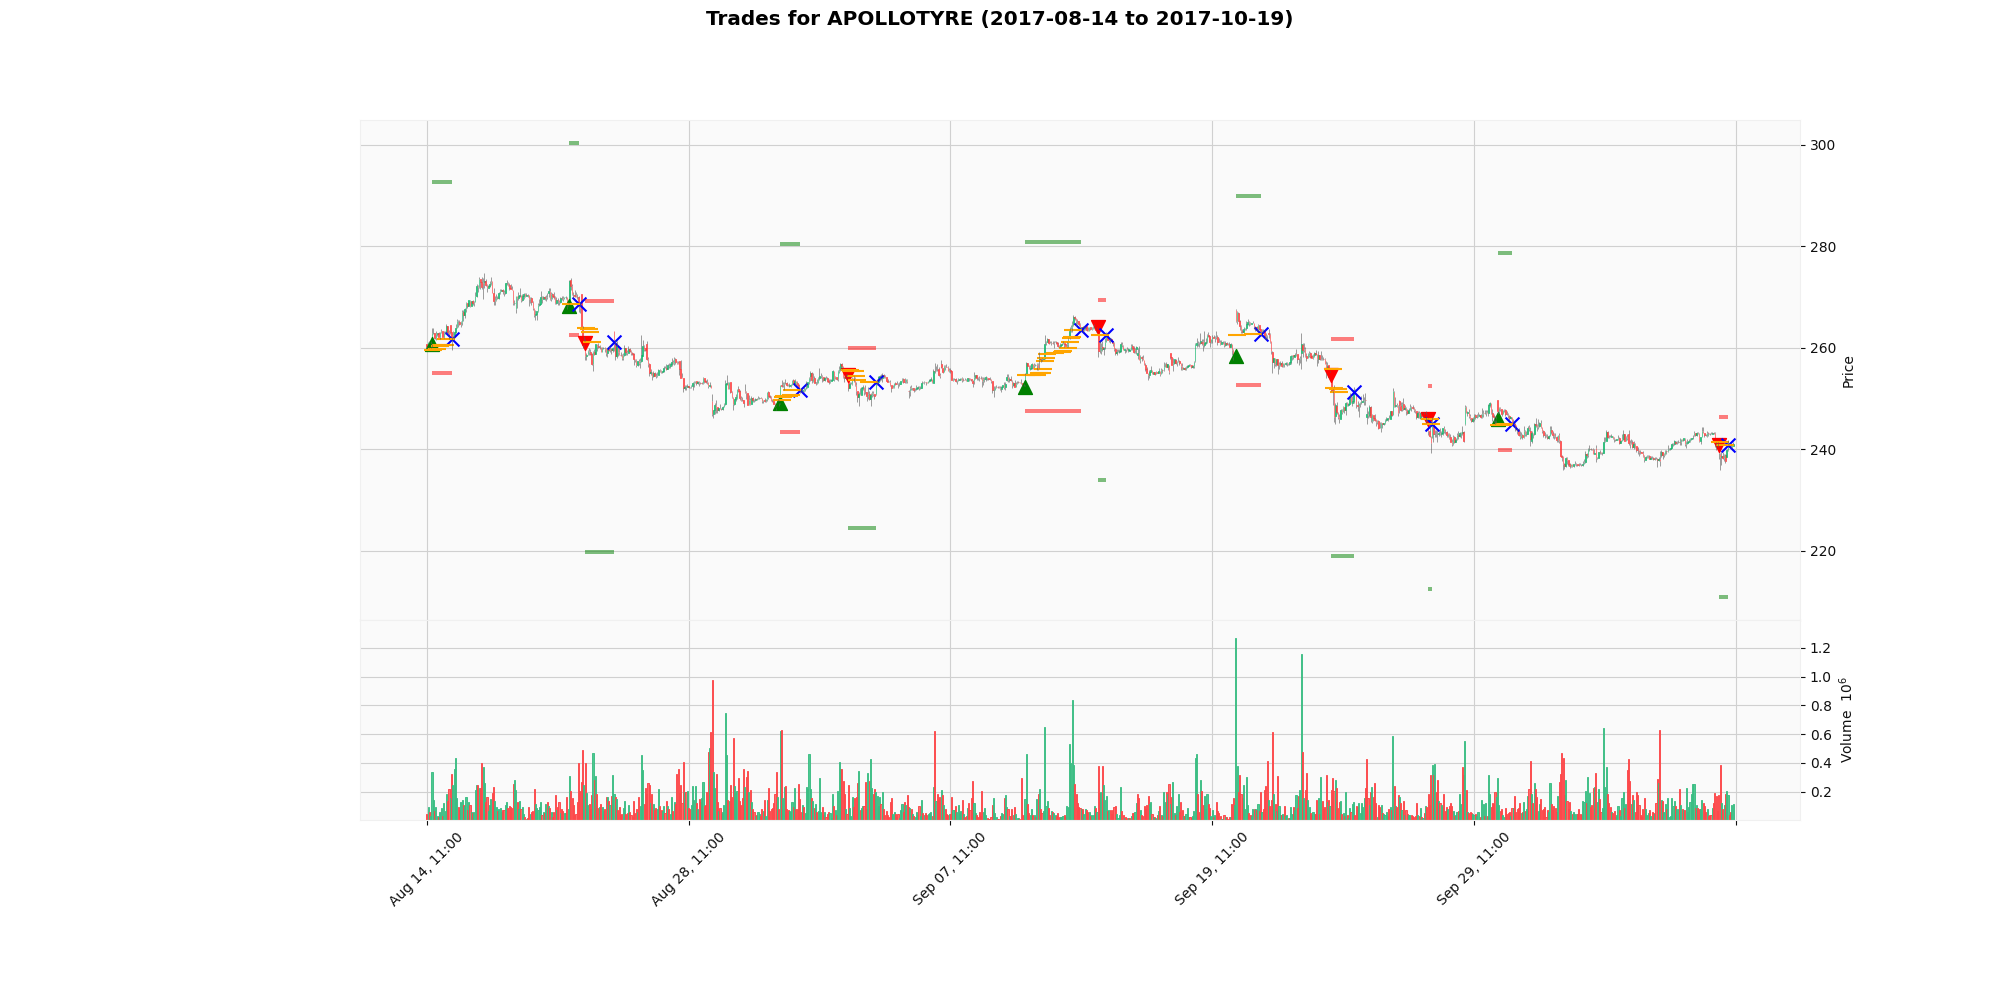 Trades for APOLLOTYRE (2017-08-14 to 2017-10-19)
300
280
260
240
220
Price
1.2
1.0
0.8
0.6
0.4
0.2
Volume 10^6
Aug 14, 11:00
Aug 28, 11:00
Sep 07, 11:00
Sep 19, 11:00
Sep 29, 11:00